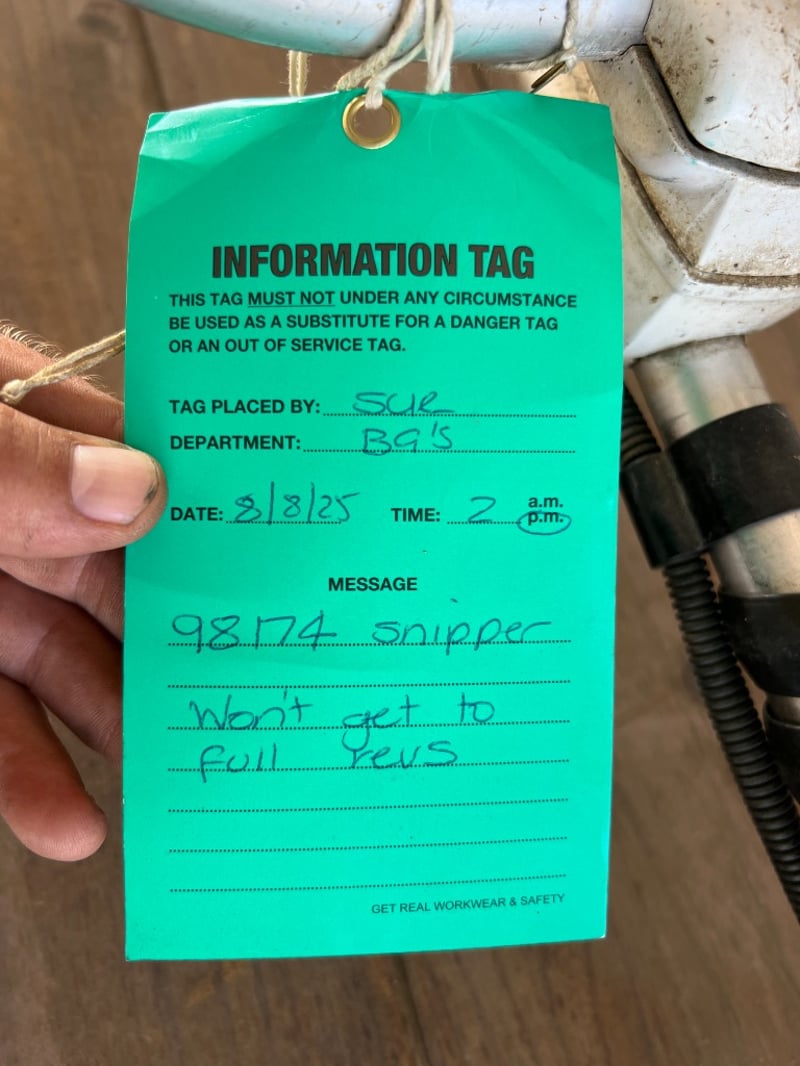 INFORMATION TAG
THIS TAG MUST NOT UNDER ANY CIRCUMSTANCE
BE USED AS A SUBSTITUTE FOR A DANGER TAG
OR AN OUT OF SERVICE TAG.
TAG PLACED BY: SUE
DEPARTMENT: BG'S
DATE: 8/8/25 TIME: 2 a.m.
p.m.
MESSAGE
98174 snipper
Won't get to
full revs
GET REAL WORKWEAR & SAFETY